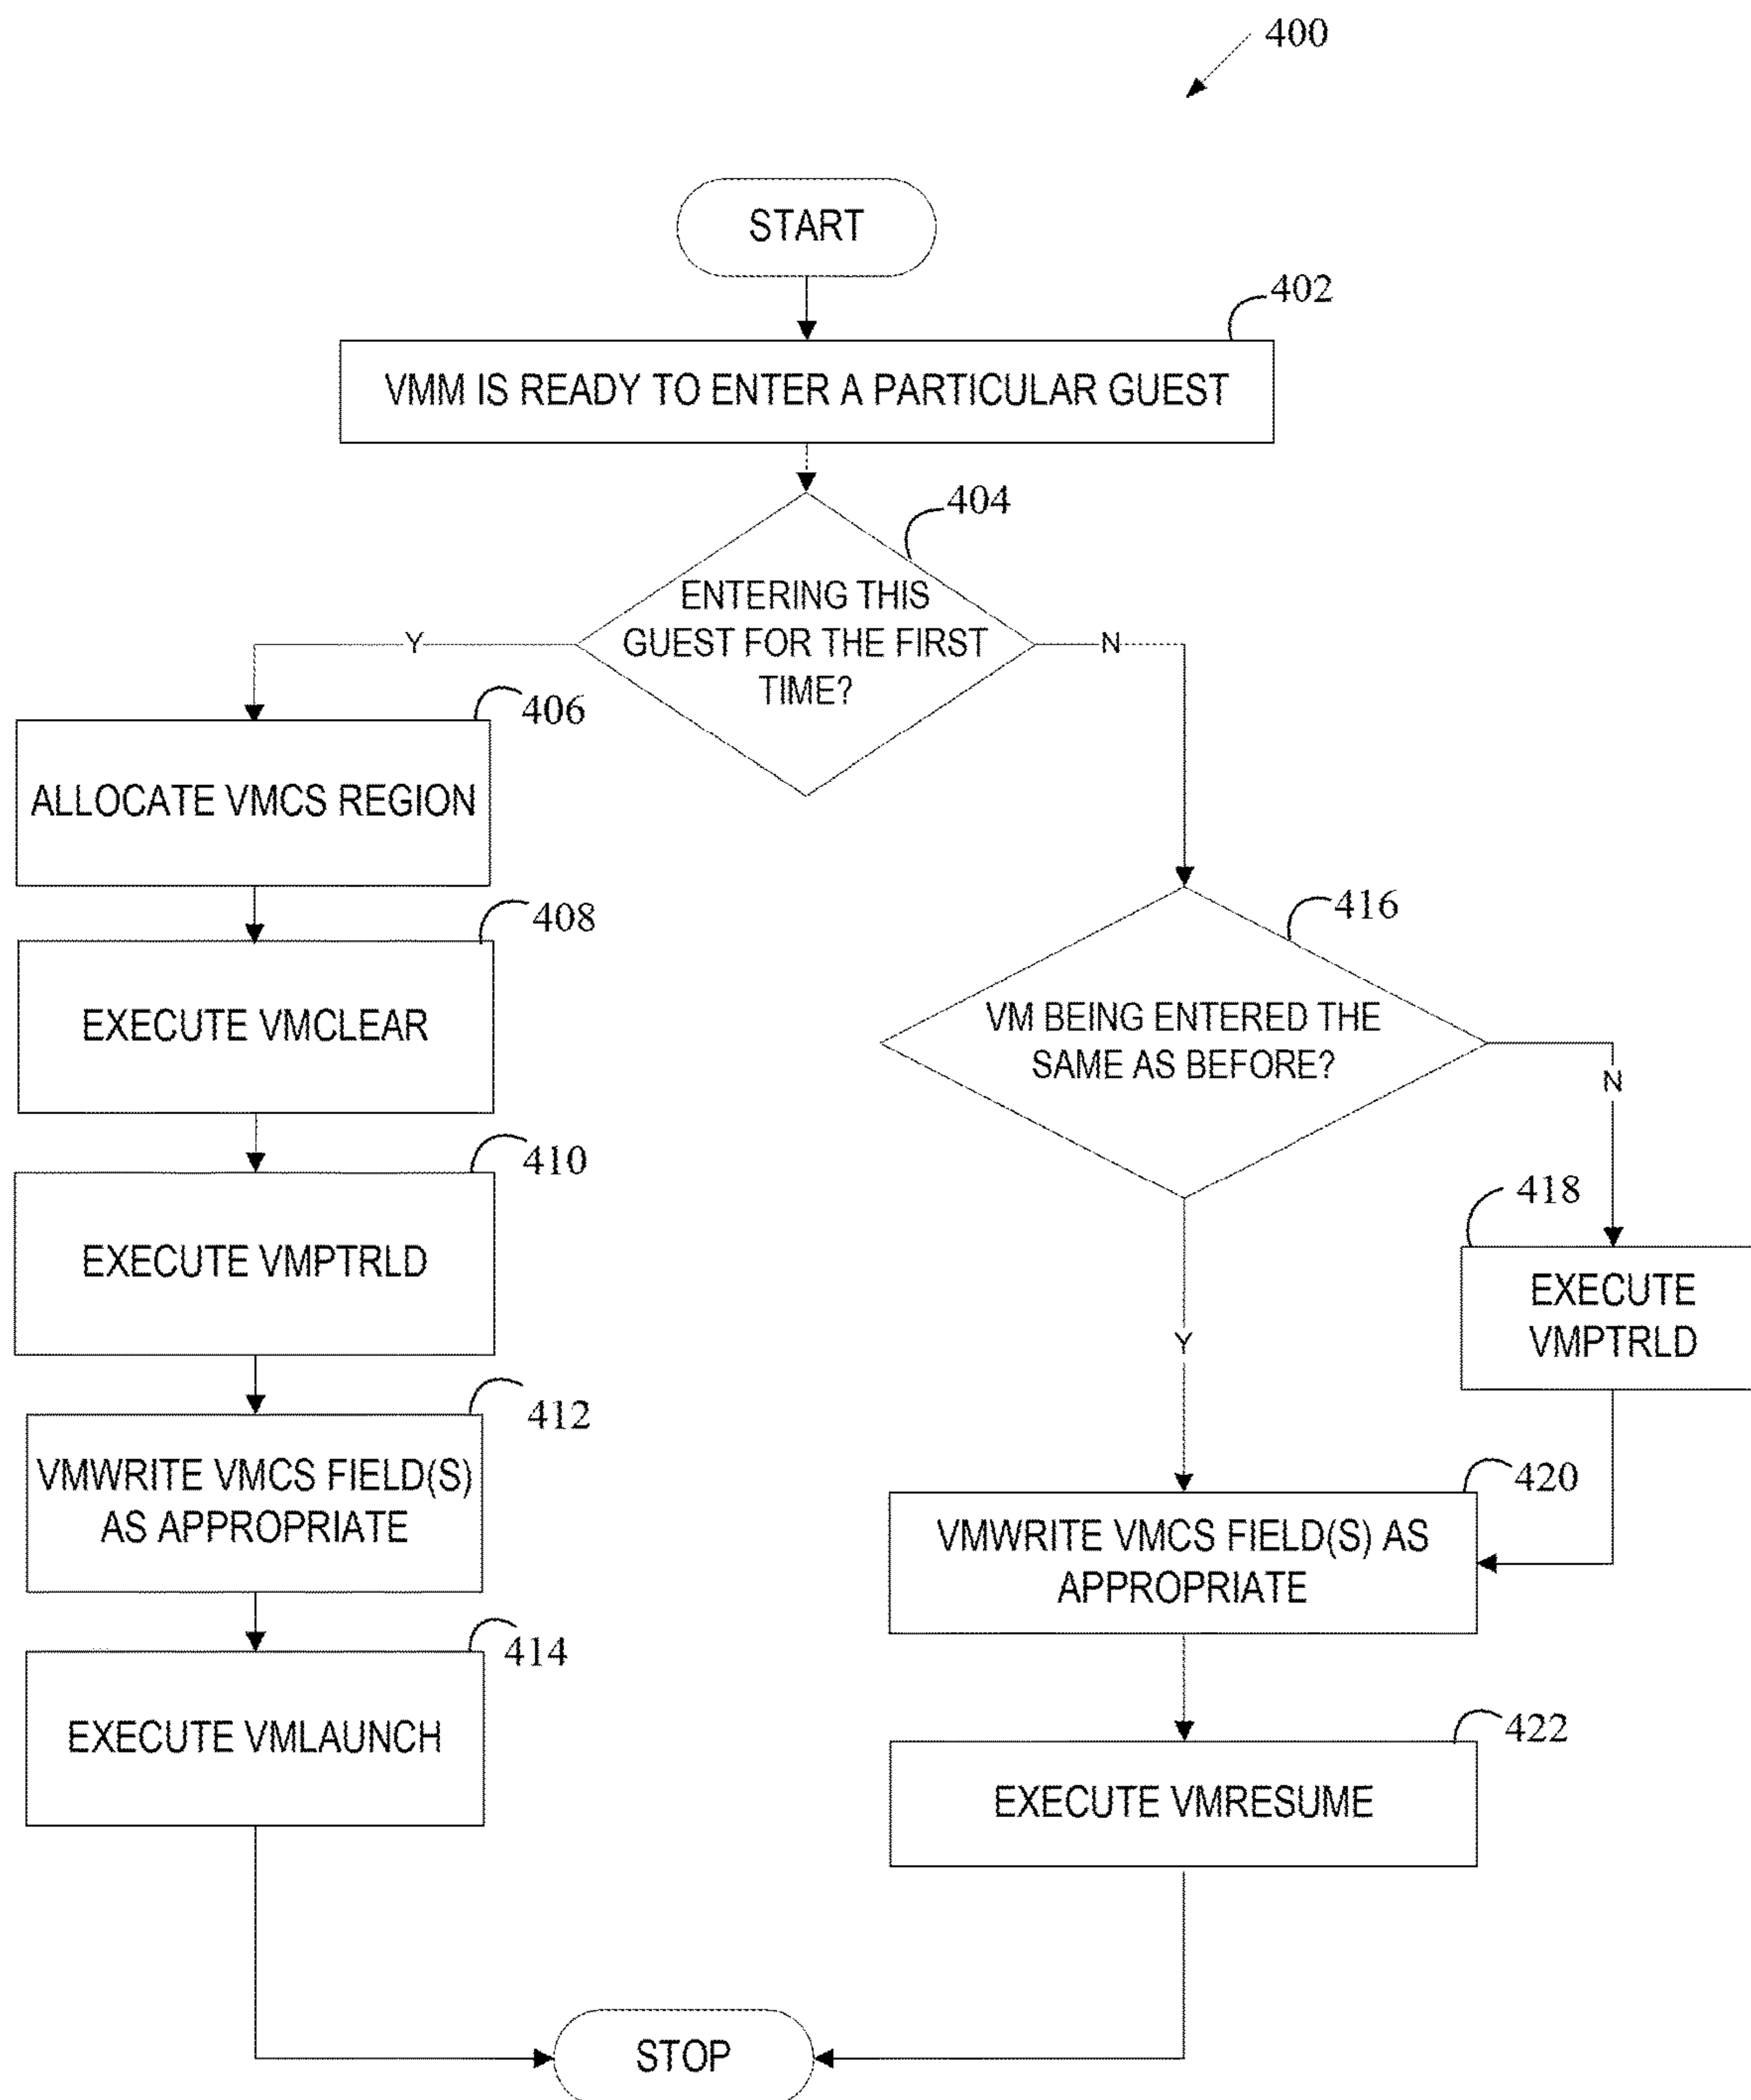 400
START
402
VMM IS READY TO ENTER A PARTICULAR GUEST
404
ENTERING THIS
GUEST FOR THE FIRST
TIME?
Y
N
406
ALLOCATE VMCS REGION
408
EXECUTE VMCLEAR
410
EXECUTE VMPTRLD
412
VMWRITE VMCS FIELD(S)
AS APPROPRIATE
414
EXECUTE VMLAUNCH
416
VM BEING ENTERED THE
SAME AS BEFORE?
N
Y
418
EXECUTE
VMPTRLD
420
VMWRITE VMCS FIELD(S) AS
APPROPRIATE
422
EXECUTE VMRESUME
STOP